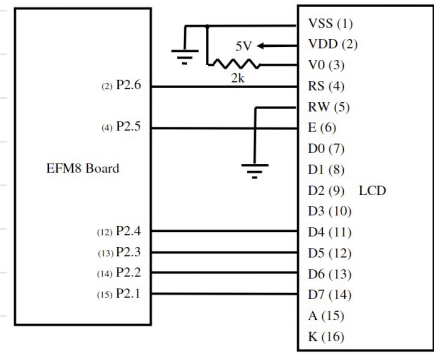 VSS (1)
5V VDD (2)
V0 (3)
2k
(2) P2.6 RS (4)
RW (5)
(4) P2.5 E (6)
D0 (7)
EFM8 Board D1 (8)
D2 (9) LCD
D3 (10)
(12) P2.4 D4 (11)
(13) P2.3 D5 (12)
(14) P2.2 D6 (13)
(15) P2.1 D7 (14)
A (15)
K (16)